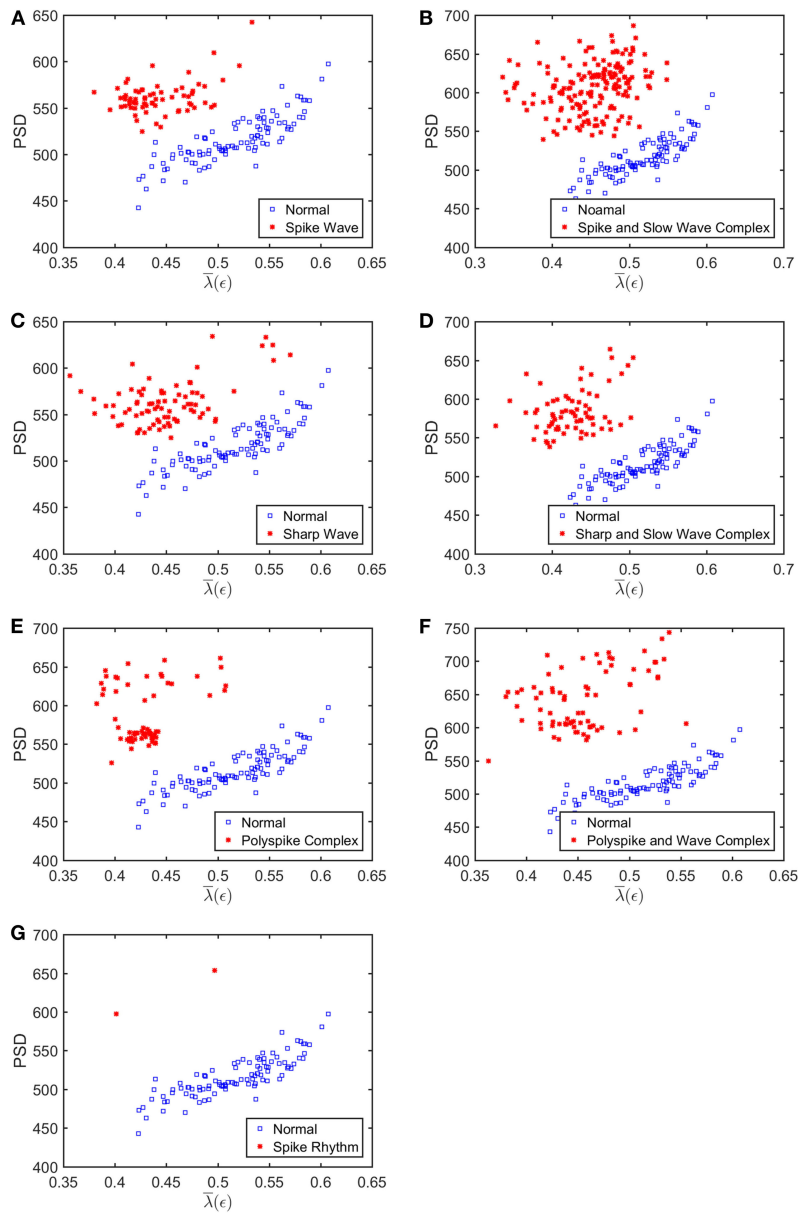 A
PSD
650
600
550
500
450
400
0.35
0.4
0.45
0.5
0.55
0.6
0.65
λ̅(ϵ)
Normal
Spike Wave
B
PSD
700
650
600
550
500
450
400
0.3
0.4
0.5
0.6
0.7
λ̅(ϵ)
Noamal
Spike and Slow Wave Complex
C
PSD
650
600
550
500
450
400
0.35
0.4
0.45
0.5
0.55
0.6
0.65
λ̅(ϵ)
Normal
Sharp Wave
D
PSD
700
650
600
550
500
450
400
0.3
0.4
0.5
0.6
0.7
λ̅(ϵ)
Normal
Sharp and Slow Wave Complex
E
PSD
700
650
600
550
500
450
400
0.35
0.4
0.45
0.5
0.55
0.6
0.65
λ̅(ϵ)
Normal
Polyspike Complex
F
PSD
750
700
650
600
550
500
450
400
0.35
0.4
0.45
0.5
0.55
0.6
0.65
λ̅(ϵ)
Normal
Polyspike and Wave Complex
G
PSD
700
650
600
550
500
450
400
0.35
0.4
0.45
0.5
0.55
0.6
0.65
λ̅(ϵ)
Normal
Spike Rhythm